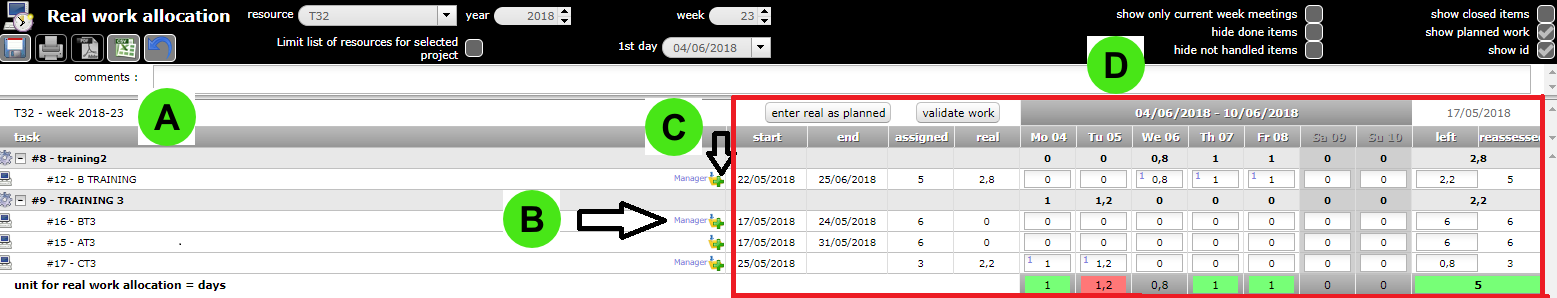 Real work allocation resource T32 year 2018 week 23 show only current week meetings show closed items
hide done items show planned work
Limit list of resources for selected project 1st day 04/06/2018 hide not handled items show id
PDF CSV
D
comments :
T32 - week 2018-23 A C enter real as planned validate work 04/06/2018 - 10/06/2018 17/05/2018
task start end assigned real Mo 04 Tu 05 We 06 Th 07 Fr 08 Sa 09 Su 10 left reassesse
#8 - training2 0 0 0,8 1 1 0 0 2,8
#12 - B TRAINING Manager 22/05/2018 25/06/2018 5 2,8 0 0 1 0,8 1 1 1 1 0 0 2,2 5
#9 - TRAINING 3 1 1,2 0 0 0 0 0 2,2
#16 - BT3 B Manager 17/05/2018 24/05/2018 6 0 0 0 0 0 0 0 0 6 6
#15 - AT3 . 17/05/2018 31/05/2018 6 0 0 0 0 0 0 0 0 6 6
#17 - CT3 Manager 25/05/2018 3 2,2 1 1 1 1,2 0 0 0 0 0 0,8 3
unit for real work allocation = days 1 1,2 0,8 1 1 0 0 5